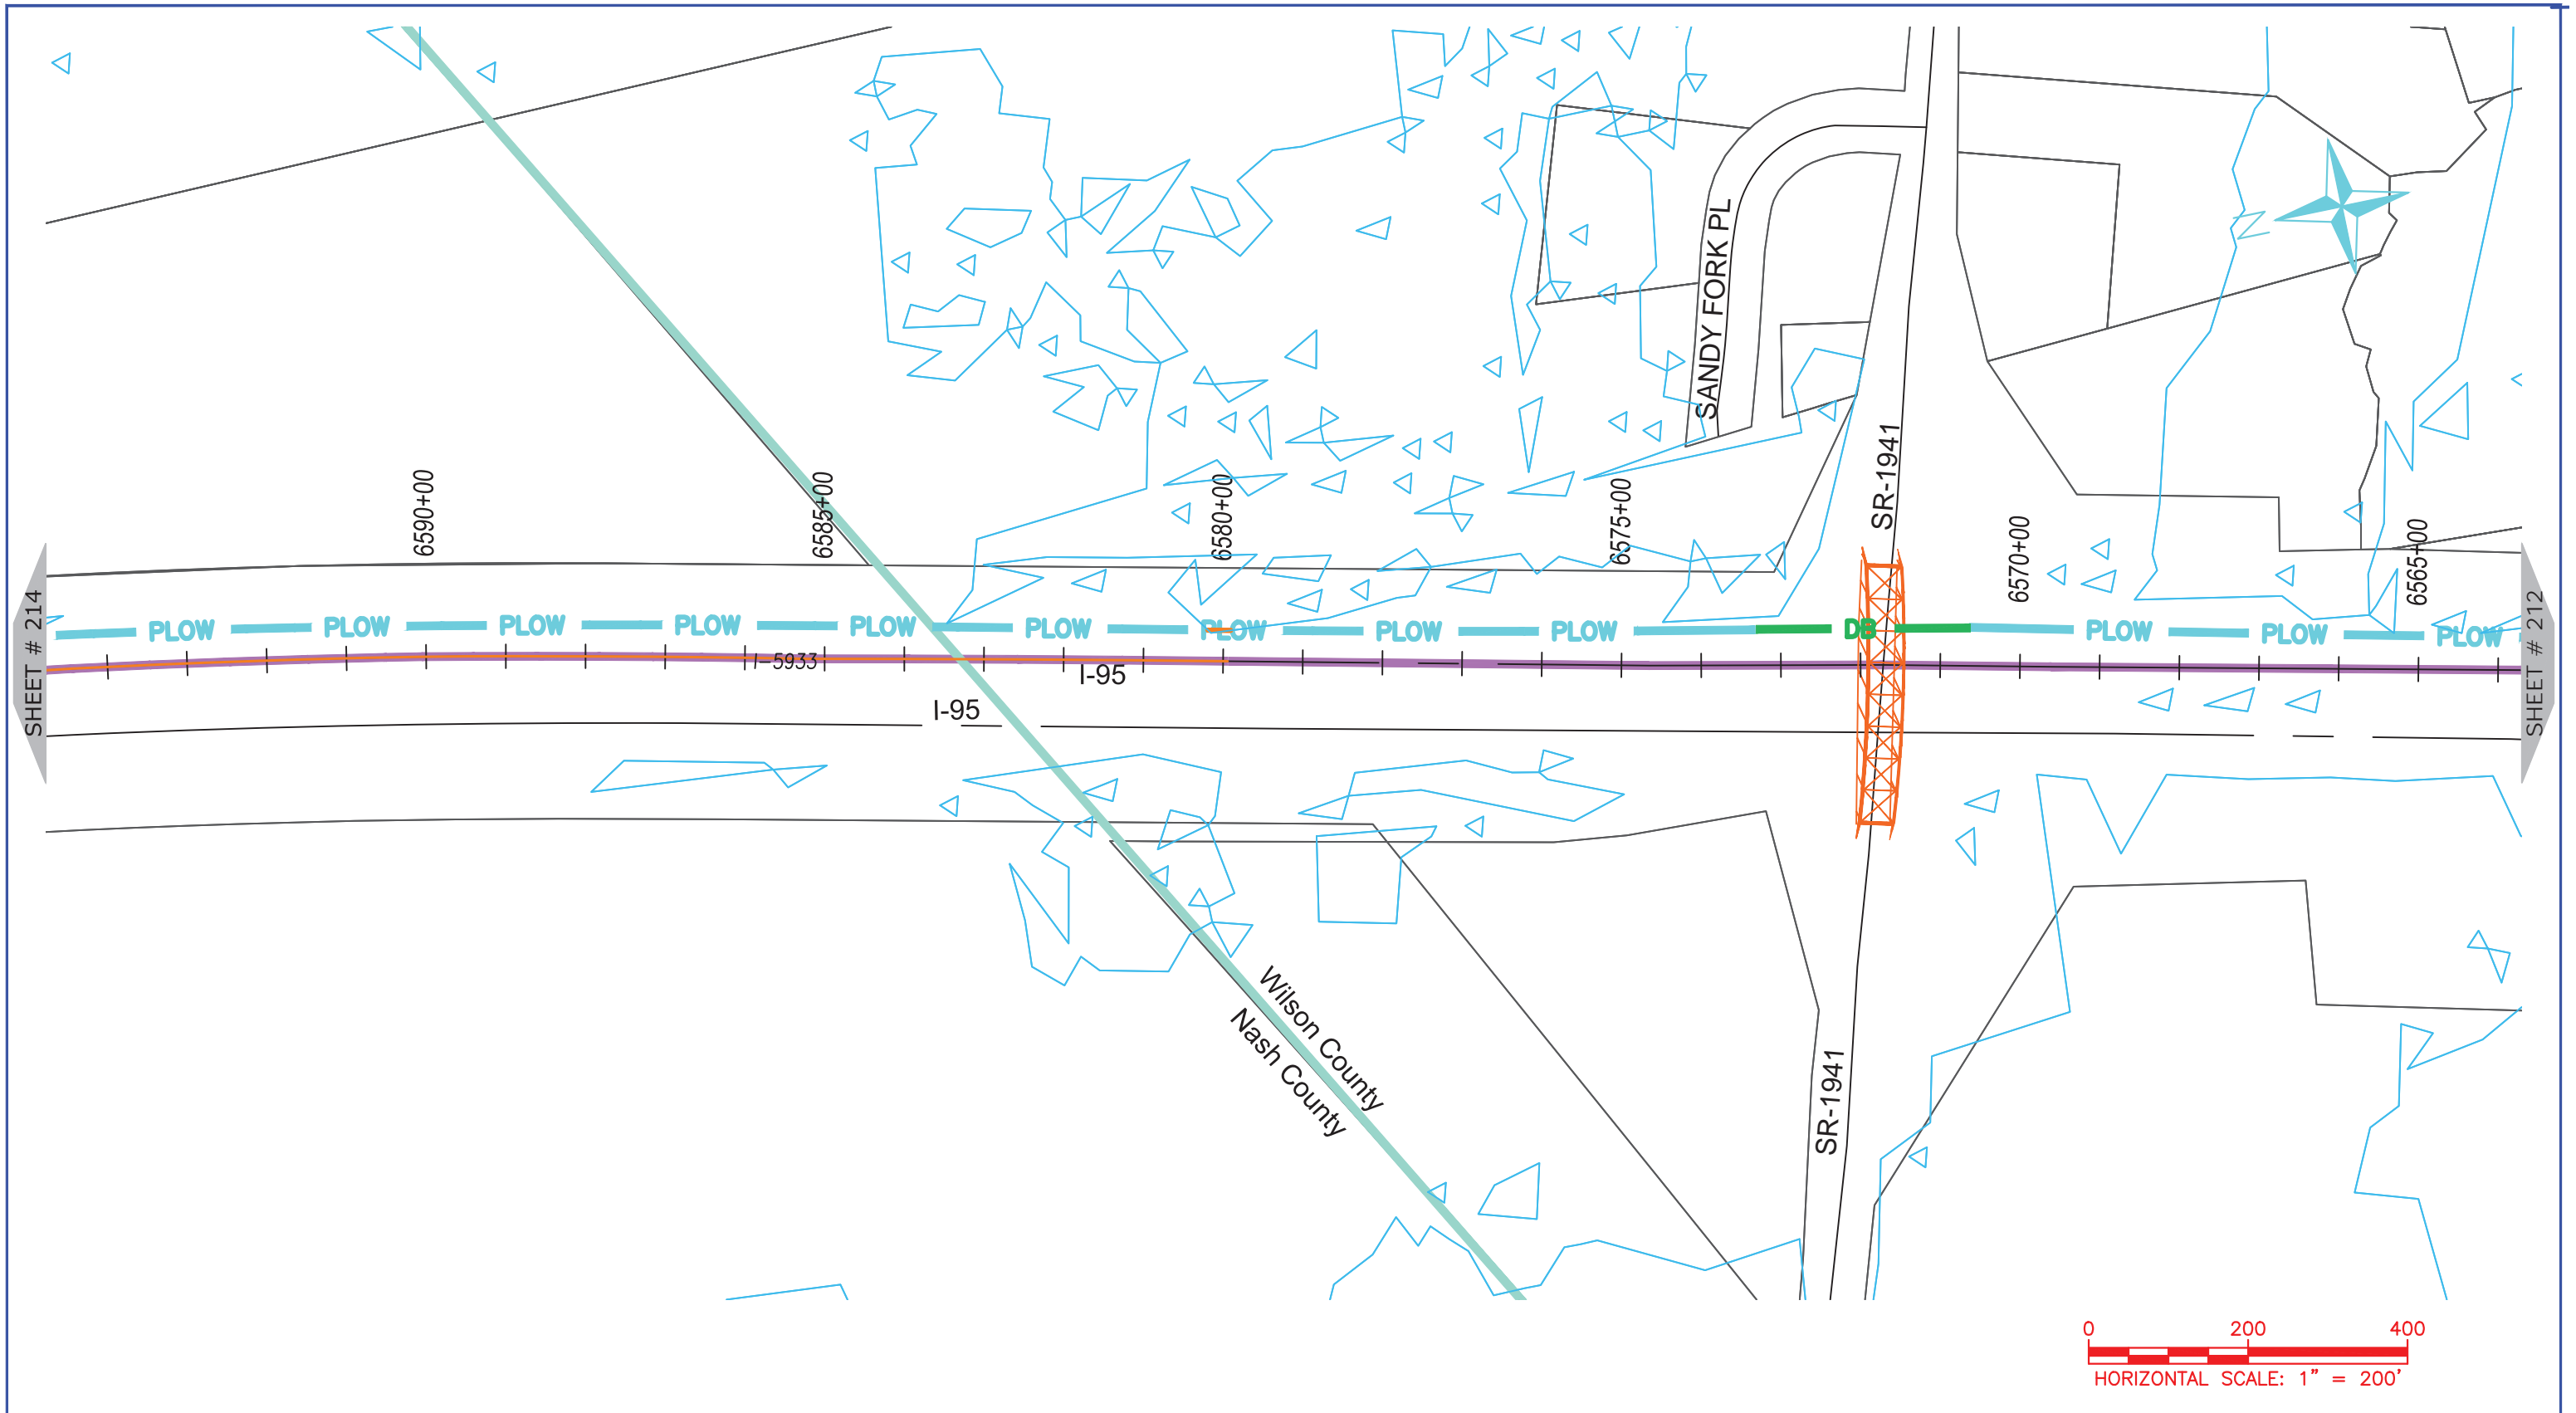 SANDY FORK PL
Z
SR-1941
6590+00
6585+00
6580+00
6575+00
6570+00
6565+00
SHEET # 214
PLOW PLOW PLOW PLOW PLOW PLOW PLOW PLOW PLOW DB PLOW PLOW PLOW
SHEET # 212
I-5933
I-95
I-95
Wilson County
Nash County
SR-1941
0 200 400
HORIZONTAL SCALE: 1" = 200'